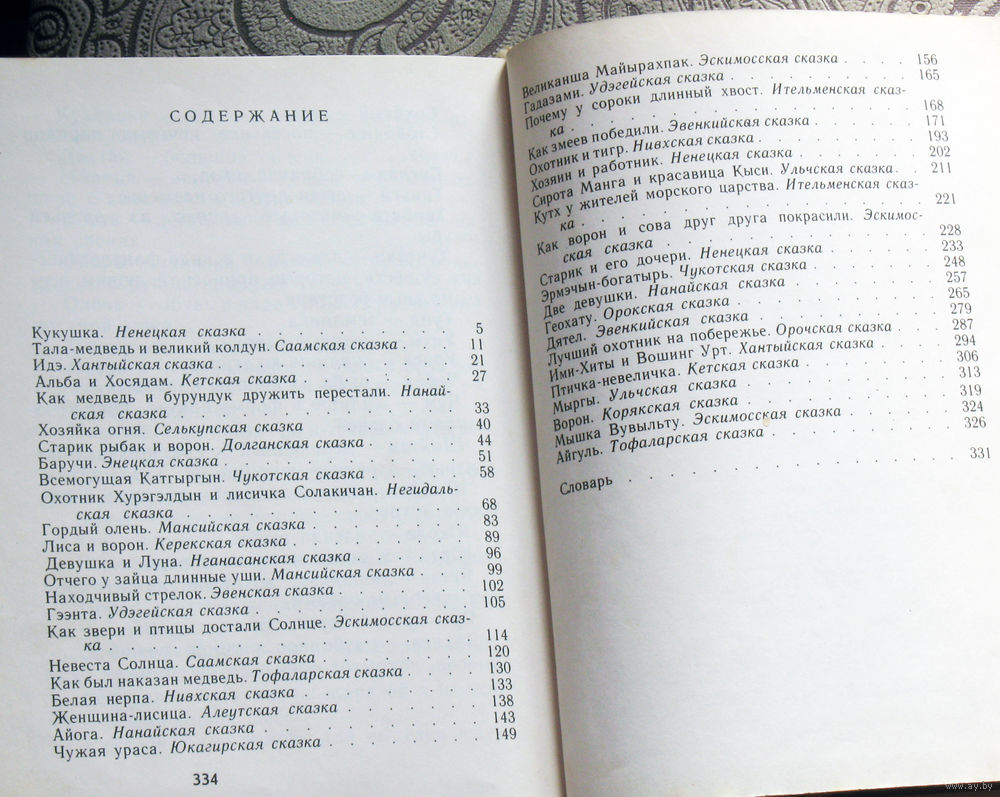 СОДЕРЖАНИЕ
Кукушка. Ненецкая сказка . . . . . . . . . 5
Тала-медведь и великий колдун. Саамская сказка . . . 11
Идэ. Хантыйская сказка . . . . . . . . . . 21
Альба и Хосядам. Кетская сказка . . . . . . . 27
Как медведь и бурундук дружить перестали. Нанай-
ская сказка . . . . . . . . . . . . 33
Хозяйка огня. Селькупская сказка . . . . . . . 40
Старик рыбак и ворон. Долганская сказка . . . . . 44
Баручи. Энецкая сказка . . . . . . . . . . 51
Всемогущая Катгыргын. Чукотская сказка . . . . . 58
Охотник Хурэгэлдын и лисичка Солакичан. Негидаль-
ская сказка . . . . . . . . . . . . 68
Гордый олень. Мансийская сказка . . . . . . . 83
Лиса и ворон. Керекская сказка . . . . . . . . 89
Девушка и Луна. Нганасанская сказка . . . . . . 96
Отчего у зайца длинные уши. Мансийская сказка . . . 99
Находчивый стрелок. Эвенская сказка . . . . . . 102
Гээнта. Удэгейская сказка . . . . . . . . . 105
Как звери и птицы достали Солнце. Эскимосская сказ-
ка . . . . . . . . . . . . . . . 114
Невеста Солнца. Саамская сказка . . . . . . . 120
Как был наказан медведь. Тофаларская сказка . . . . 130
Белая нерпа. Нивхская сказка . . . . . . . . 133
Женщина-лисица. Алеутская сказка . . . . . . 138
Айога. Нанайская сказка . . . . . . . . . . 143
Чужая ураса. Юкагирская сказка . . . . . . . 149
334
Великанша Майырахпак. Эскимосская сказка . . . . 156
Гадазами. Удэгейская сказка . . . . . . . . . 165
Почему у сороки длинный хвост. Ительменская сказ-
ка . . . . . . . . . . . . . . . 168
Как змеев победили. Эвенкийская сказка . . . . . 171
Охотник и тигр. Нивхская сказка . . . . . . . . 193
Хозяин и работник. Ненецкая сказка . . . . . . 202
Сирота Манга и красавица Қыси. Ульчская сказка . . 211
Кутх у жителей морского царства. Ительменская сказ-
ка . . . . . . . . . . . . . . . 221
Как ворон и сова друг друга покрасили. Эскимос-
ская сказка . . . . . . . . . . . . 228
Старик и его дочери. Ненецкая сказка . . . . . . 233
Эрмэчын-богатырь. Чукотская сказка . . . . . . 248
Две девушки. Нанайская сказка . . . . . . . . 257
Геохату. Орокская сказка . . . . . . . . . . 265
Дятел. Эвенкийская сказка . . . . . . . . . 279
Лучший охотник на побережье. Орочская сказка . . . 287
Ими-Хиты и Вошинг Урт. Хантыйская сказка . . . . 294
Птичка-невеличка. Кетская сказка . . . . . . . 306
Мыргы. Ульчская сказка . . . . . . . . . . 313
Ворон. Корякская сказка . . . . . . . . . . 319
Мышка Вувыльту. Эскимосская сказка . . . . . . 324
Айгуль. Тофаларская сказка . . . . . . . . . 326
Словарь . . . . . . . . . . . . . . 331
www.ay.by